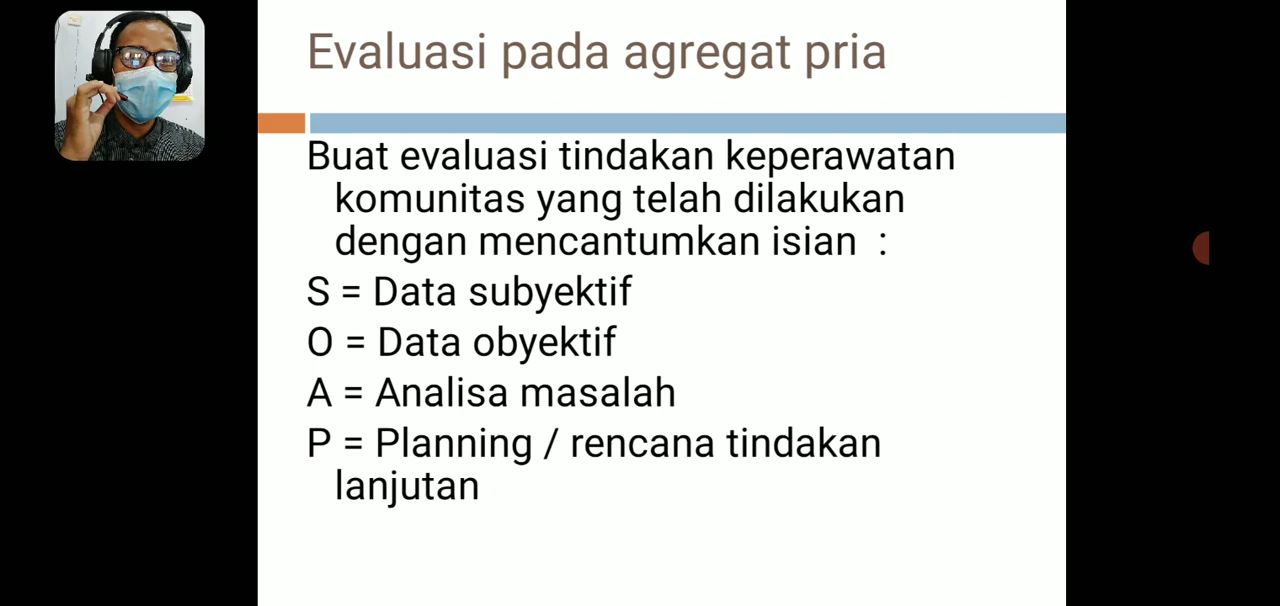 Evaluasi pada agregat pria
Buat evaluasi tindakan keperawatan
komunitas yang telah dilakukan
dengan mencantumkan isian :
S = Data subyektif
O = Data obyektif
A = Analisa masalah
P = Planning / rencana tindakan
lanjutan